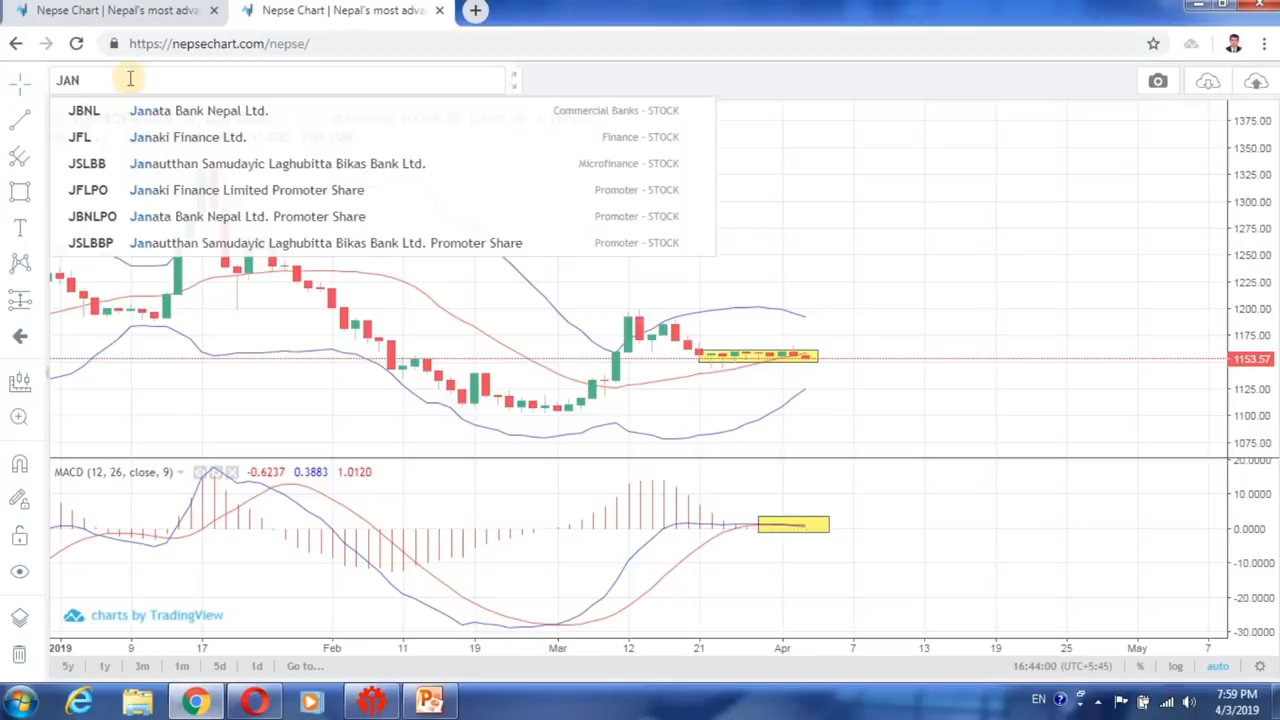 Nepse Chart | Nepal's most adva
Nepse Chart | Nepal's most adva
https://nepsechart.com/nepse/
JAN
JBNL Janata Bank Nepal Ltd. Commercial Banks - STOCK
JFL Janaki Finance Ltd. Finance - STOCK
JSLBB Janautthan Samudayic Laghubitta Bikas Bank Ltd. Microfinance - STOCK
JFLPO Janaki Finance Limited Promoter Share Promoter - STOCK
JBNLPO Janata Bank Nepal Ltd. Promoter Share Promoter - STOCK
JSLBBP Janautthan Samudayic Laghubitta Bikas Bank Ltd. Promoter Share Promoter - STOCK
1375.00
1350.00
1325.00
1300.00
1275.00
1250.00
1225.00
1200.00
1175.00
1153.57
1125.00
1100.00
1075.00
MACD (12, 26, close, 9) -0.6237 0.3883 1.0120
20.0000
10.0000
0.0000
-10.0000
-20.0000
-30.0000
charts by TradingView
2019 9 17 Feb 11 19 Mar 12 21 Apr 7 13 19 25 May 7
5y 1y 3m 1m 5d 1d Go to... 16:44:00 (UTC+5:45) % log auto
EN 7:59 PM
4/3/2019